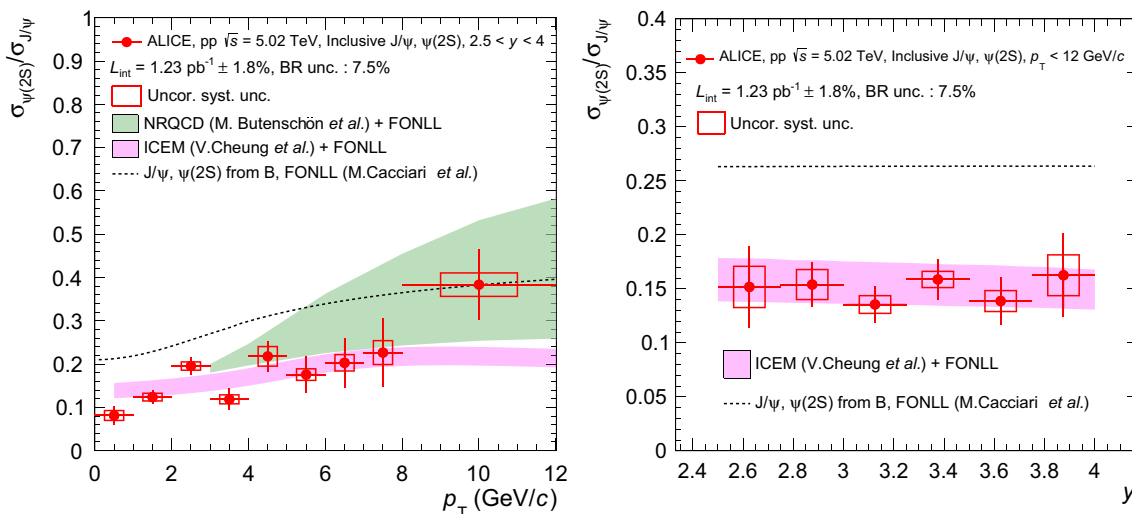 σψ(2S)/σJ/ψ
1
0.9
0.8
0.7
0.6
0.5
0.4
0.3
0.2
0.1
0
ALICE, pp √s = 5.02 TeV, Inclusive J/ψ, ψ(2S), 2.5 < y < 4
Lint = 1.23 pb-1 ± 1.8%, BR unc. : 7.5%
Uncor. syst. unc.
NRQCD (M. Butenschön et al.) + FONLL
ICEM (V.Cheung et al.) + FONLL
J/ψ, ψ(2S) from B, FONLL (M.Cacciari et al.)
0 2 4 6 8 10 12
pT (GeV/c)
σψ(2S)/σJ/ψ
0.4
0.35
0.3
0.25
0.2
0.15
0.1
0.05
0
ALICE, pp √s = 5.02 TeV, Inclusive J/ψ, ψ(2S), pT < 12 GeV/c
Lint = 1.23 pb-1 ± 1.8%, BR unc. : 7.5%
Uncor. syst. unc.
ICEM (V.Cheung et al.) + FONLL
J/ψ, ψ(2S) from B, FONLL (M.Cacciari et al.)
2.4 2.6 2.8 3 3.2 3.4 3.6 3.8 4
y